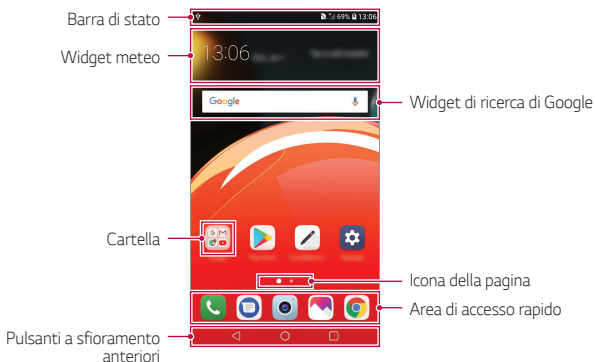 Barra di stato
69% 13:06
Widget meteo
13:06
Google
Widget di ricerca di Google
Cartella
Icona della pagina
Area di accesso rapido
Pulsanti a sfioramento
anteriori